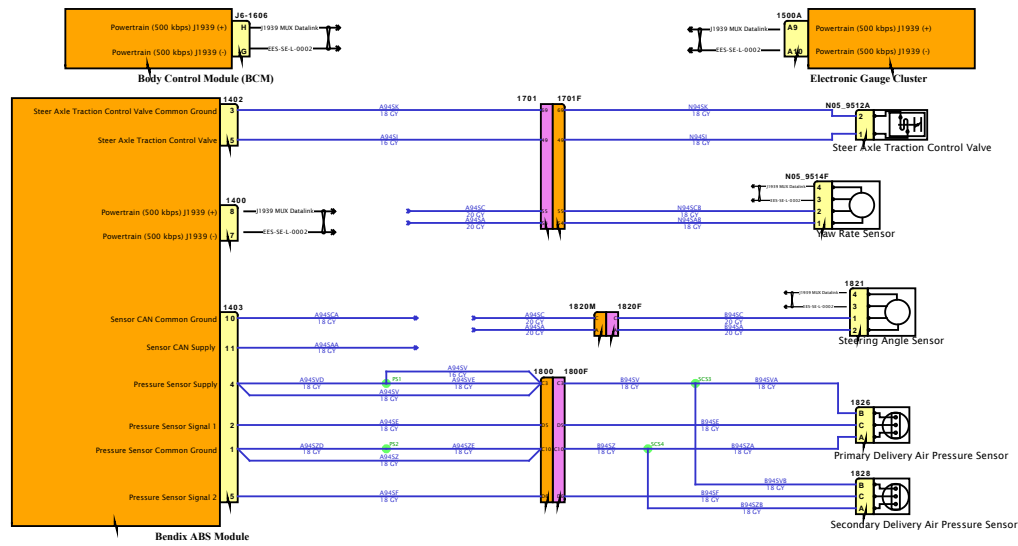 J6-1606
1500A
Powertrain (500 kbps) J1939 (+)
H
J1939 MUX Datalink
J1939 MUX Datalink
A9
Powertrain (500 kbps) J1939 (+)
Powertrain (500 kbps) J1939 (-)
G
EES-SE-L-0002
EES-SE-L-0002
A10
Powertrain (500 kbps) J1939 (-)
Body Control Module (BCM)
Electronic Gauge Cluster
1402
1701
1701F
N05_9512A
Steer Axle Traction Control Valve Common Ground
3
A94SK
18 GY
N94SK
18 GY
2
Steer Axle Traction Control Valve
5
A94SJ
16 GY
N94SJ
18 GY
1
Steer Axle Traction Control Valve
N05_9514F
1400
J1939 MUX Datalink
4
EES-SE-L-0002
3
Powertrain (500 kbps) J1939 (+)
8
J1939 MUX Datalink
A94SC
20 GY
N94SCB
18 GY
2
Powertrain (500 kbps) J1939 (-)
7
EES-SE-L-0002
A94SA
20 GY
N94SAB
18 GY
1
Yaw Rate Sensor
1821
1403
1820M
1820F
J1939 MUX Datalink
4
EES-SE-L-0002
3
Sensor CAN Common Ground
10
A94SCA
18 GY
A94SC
20 GY
C
B94SC
20 GY
1
A94SA
20 GY
B94SA
20 GY
2
Steering Angle Sensor
Sensor CAN Supply
11
A94SAA
18 GY
1800
1800F
A94SV
16 GY
Pressure Sensor Supply
4
A94SVD
18 GY
PS1
A94SVE
18 GY
B94SV
18 GY
SCS3
B94SVA
18 GY
A94SV
18 GY
1826
B
Pressure Sensor Signal 1
2
A94SE
18 GY
D5
D5
B94SE
18 GY
C
A
Pressure Sensor Common Ground
1
A94SZD
18 GY
PS2
A94SZE
18 GY
C10
C10
B94SZ
18 GY
SCS4
B94SZA
18 GY
A94SZ
18 GY
Primary Delivery Air Pressure Sensor
1828
B94SVB
18 GY
B
Pressure Sensor Signal 2
5
A94SF
18 GY
B94SF
18 GY
C
B94SZB
18 GY
A
Secondary Delivery Air Pressure Sensor
Bendix ABS Module